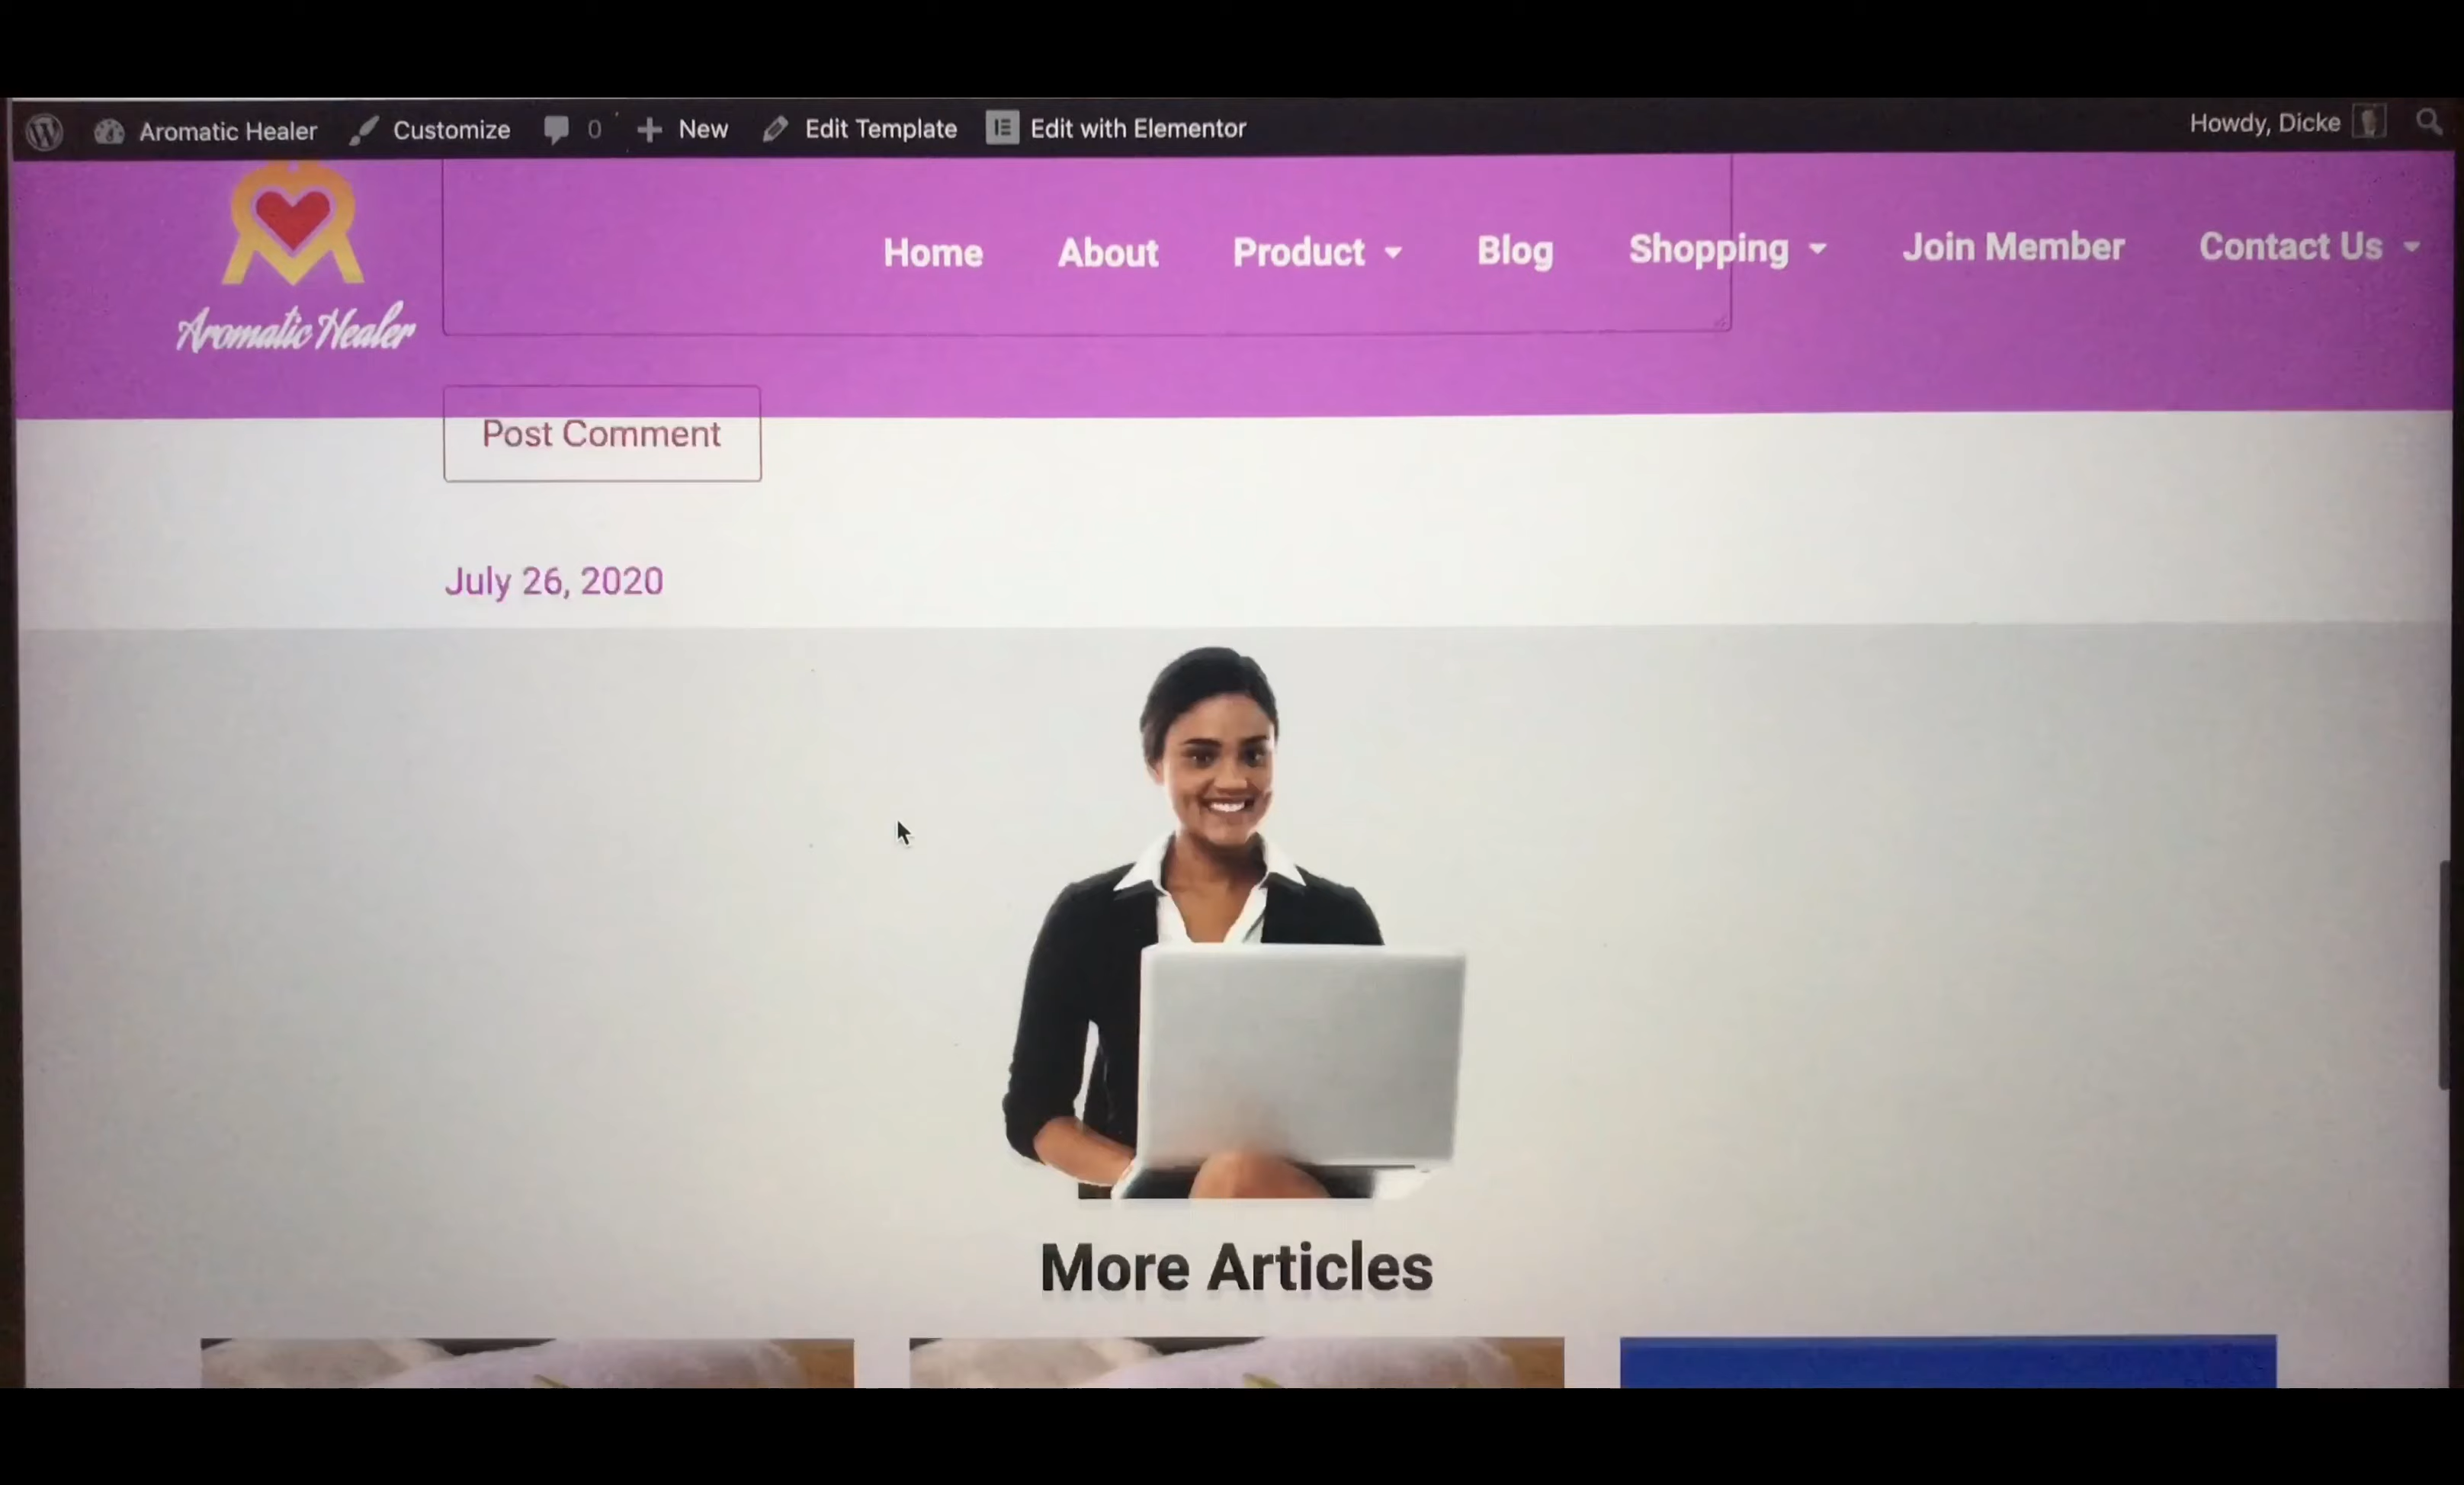 Aromatic Healer Customize 0 New Edit Template Edit with Elementor Howdy, Dicke
Home About Product Blog Shopping Join Member Contact Us
Aromatic Healer
Post Comment
July 26, 2020
More Articles